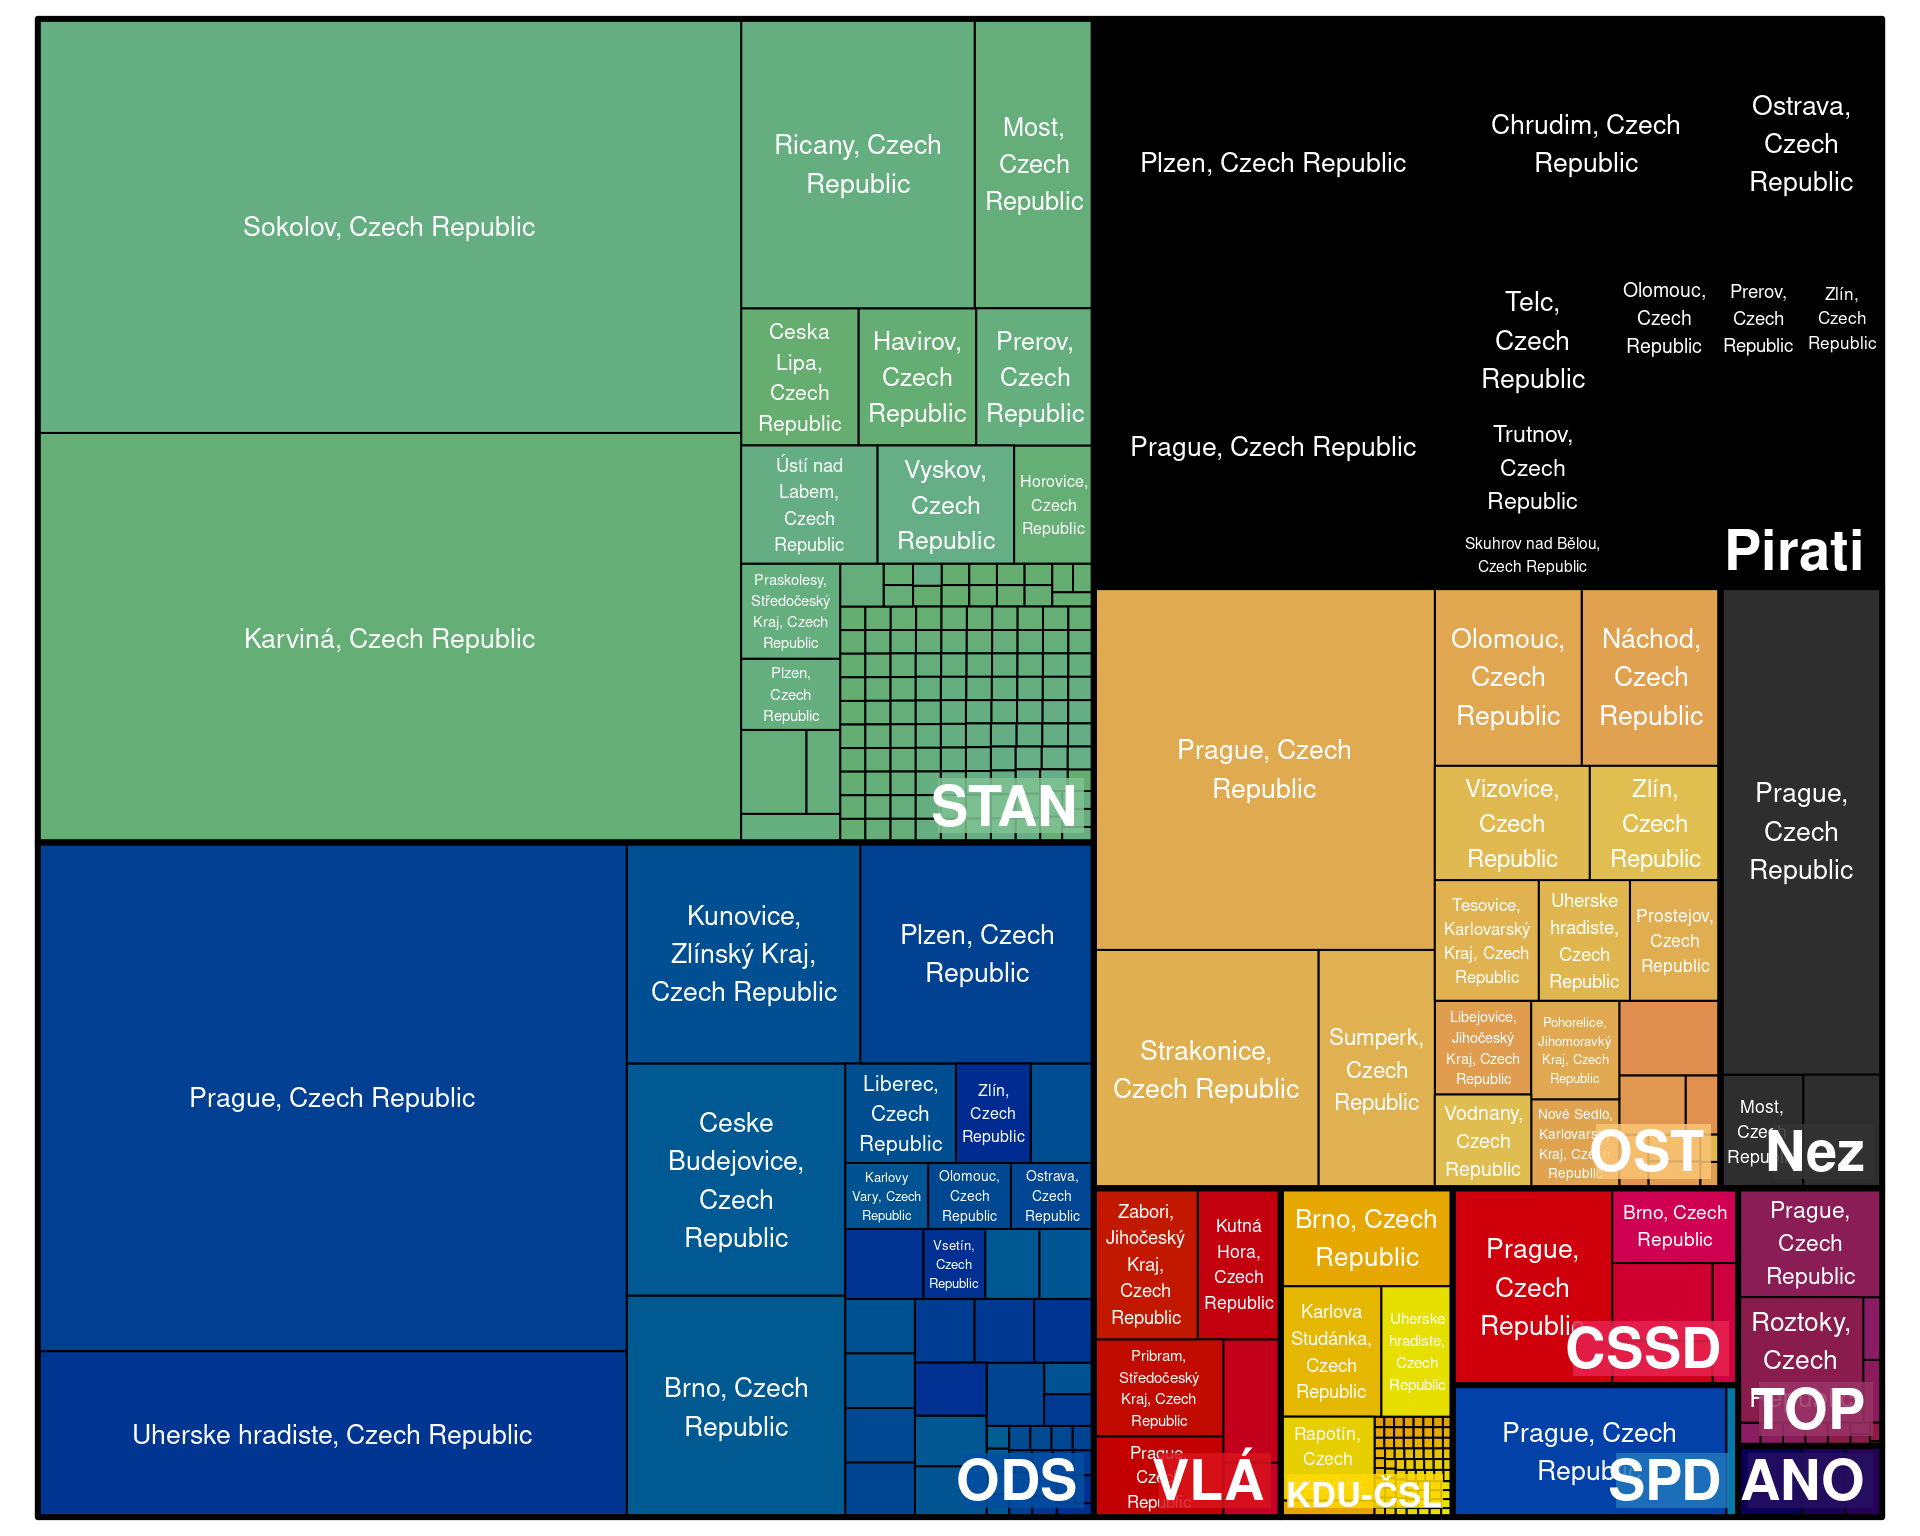 Sokolov, Czech Republic
Karviná, Czech Republic
Ricany, Czech
Republic
Most,
Czech
Republic
Ceska
Lipa,
Czech
Republic
Havirov,
Czech
Republic
Prerov,
Czech
Republic
Ústí nad
Labem,
Czech
Republic
Vyskov,
Czech
Republic
Horovice,
Czech
Republic
Praskolesy,
Středočeský
Kraj, Czech
Republic
Plzen,
Czech
Republic
STAN
Plzen, Czech Republic
Chrudim, Czech
Republic
Ostrava,
Czech
Republic
Prague, Czech Republic
Telc,
Czech
Republic
Olomouc,
Czech
Republic
Prerov,
Czech
Republic
Zlín,
Czech
Republic
Trutnov,
Czech
Republic
Skuhrov nad Bělou,
Czech Republic
Pirati
Prague, Czech Republic
Uherske hradiste, Czech Republic
Kunovice,
Zlínský Kraj,
Czech Republic
Plzen, Czech
Republic
Ceske
Budejovice,
Czech
Republic
Brno, Czech
Republic
Liberec,
Czech
Republic
Zlín,
Czech
Republic
Karlovy
Vary, Czech
Republic
Olomouc,
Czech
Republic
Ostrava,
Czech
Republic
Vsetín,
Czech
Republic
ODS
Prague, Czech
Republic
Strakonice,
Czech Republic
Sumperk,
Czech
Republic
Olomouc,
Czech
Republic
Náchod,
Czech
Republic
Vizovice,
Czech
Republic
Zlín,
Czech
Republic
Tesovice,
Karlovarský
Kraj, Czech
Republic
Uherske
hradiste,
Czech
Republic
Prostejov,
Czech
Republic
Libejovice,
Jihočeský
Kraj, Czech
Republic
Pohorelice,
Jihomoravký
Kraj, Czech
Republic
Vodnany,
Czech
Republic
Nové Sedlo,
Karlovarský
Kraj, Czech
Republic
OST
Prague,
Czech
Republic
Most,
Czech
Republic
Nez
Zabori,
Jihočeský
Kraj,
Czech
Republic
Kutná
Hora,
Czech
Republic
Pribram,
Středočeský
Kraj, Czech
Republic
Prague,
Czech
Republic
VLÁ
Brno, Czech
Republic
Karlova
Studánka,
Czech
Republic
Uherske
hradiste,
Czech
Republic
Rapotín,
Czech
KDU-ČSL
Prague,
Czech
Republic
Brno, Czech
Republic
CSSD
Prague, Czech
Republic
SPD
Prague,
Czech
Republic
Roztoky,
Czech
TOP
ANO